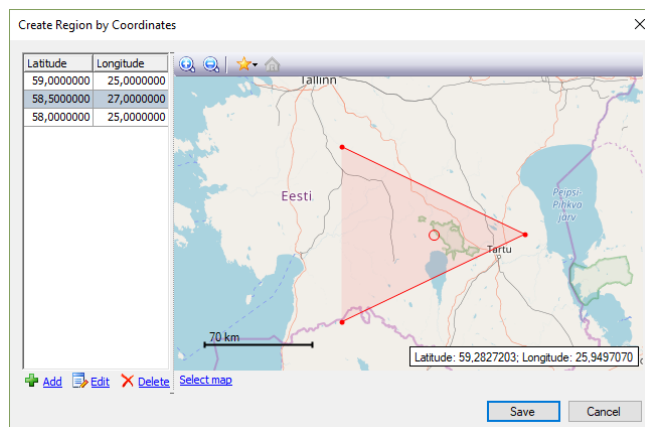 Create Region by Coordinates
Latitude Longitude
59,0000000 25,0000000
58,5000000 27,0000000
58,0000000 25,0000000
Tallinn
Eesti
Peipsi-
Pihkva
järv
Tartu
70 km
Latitude: 59,2827203; Longitude: 25,9497070
Add Edit Delete Select map
Save Cancel